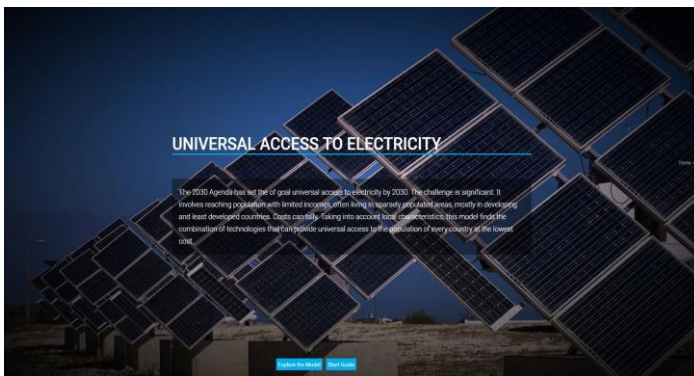 UNIVERSAL ACCESS TO ELECTRICITY
The 2030 Agenda has set the of goal universal access to electricity by 2030. The challenge is significant. It
involves reaching population with limited incomes, often living in sparsely populated areas, mostly in developing
and least developed countries. Costs can tally. Taking into account local characteristics, this model finds the
combination of technologies that can provide universal access to the population of every country at the lowest
cost.
Explore the Model
Start Guide